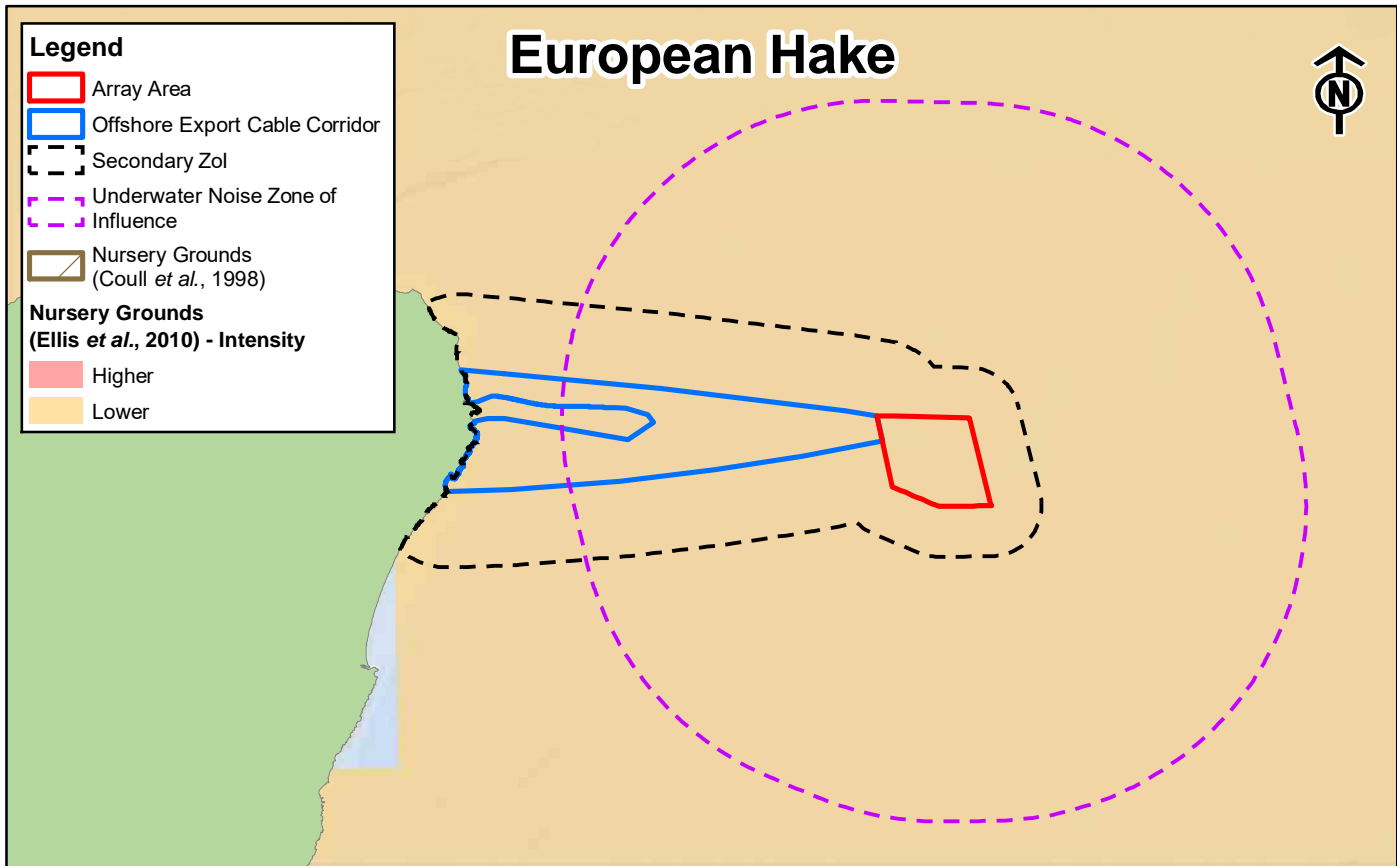 European Hake
N
Legend
Array Area
Offshore Export Cable Corridor
Secondary ZoI
Underwater Noise Zone of
Influence
Nursery Grounds
(Coull et al., 1998)
Nursery Grounds
(Ellis et al., 2010) - Intensity
Higher
Lower